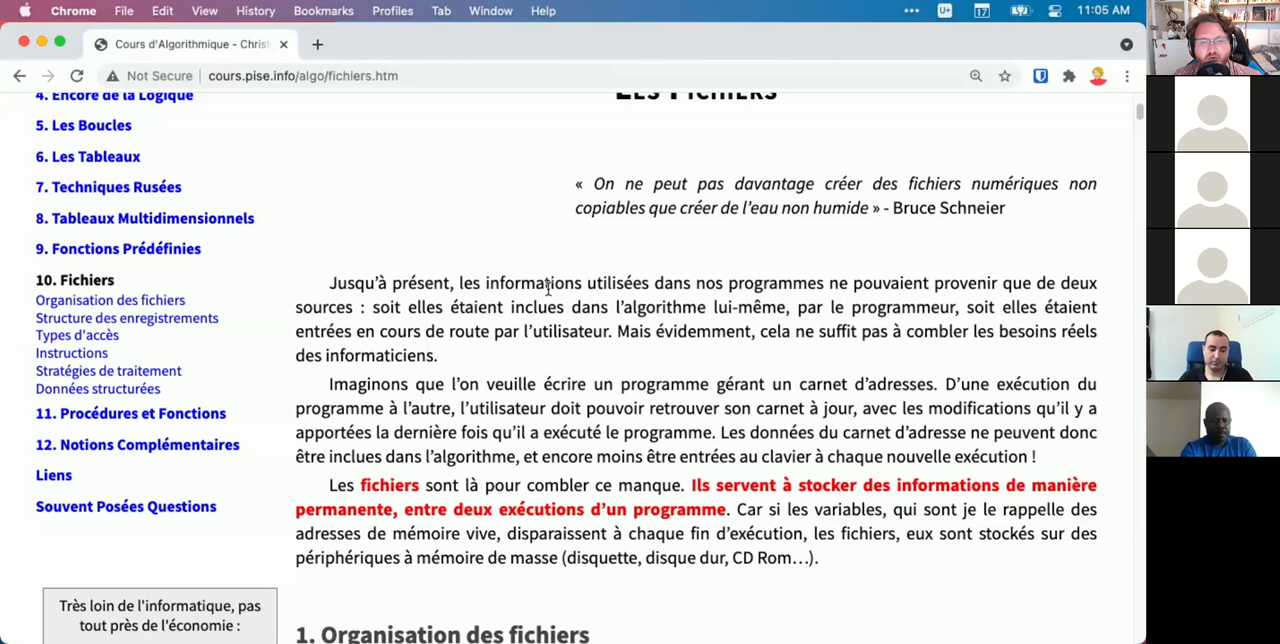 Chrome File Edit View History Bookmarks Profiles Tab Window Help ••• U+ 17 11:05 AM
Cours d'Algorithmique - Christ
Not Secure cours.pise.info/algo/fichiers.htm
4. Encore de la Logique
5. Les Boucles
6. Les Tableaux
7. Techniques Rusées
8. Tableaux Multidimensionnels
9. Fonctions Prédéfinies
10. Fichiers
Organisation des fichiers
Structure des enregistrements
Types d'accès
Instructions
Stratégies de traitement
Données structurées
11. Procédures et Fonctions
12. Notions Complémentaires
Liens
Souvent Posées Questions
Très loin de l'informatique, pas
tout près de l'économie :
Les Fichiers
« On ne peut pas davantage créer des fichiers numériques non
copiables que créer de l'eau non humide » - Bruce Schneier
Jusqu'à présent, les informations utilisées dans nos programmes ne pouvaient provenir que de deux
sources : soit elles étaient inclues dans l'algorithme lui-même, par le programmeur, soit elles étaient
entrées en cours de route par l'utilisateur. Mais évidemment, cela ne suffit pas à combler les besoins réels
des informaticiens.
Imaginons que l'on veuille écrire un programme gérant un carnet d'adresses. D'une exécution du
programme à l'autre, l'utilisateur doit pouvoir retrouver son carnet à jour, avec les modifications qu'il y a
apportées la dernière fois qu'il a exécuté le programme. Les données du carnet d'adresse ne peuvent donc
être inclues dans l'algorithme, et encore moins être entrées au clavier à chaque nouvelle exécution !
Les fichiers sont là pour combler ce manque. Ils servent à stocker des informations de manière
permanente, entre deux exécutions d'un programme. Car si les variables, qui sont je le rappelle des
adresses de mémoire vive, disparaissent à chaque fin d'exécution, les fichiers, eux sont stockés sur des
périphériques à mémoire de masse (disquette, disque dur, CD Rom…).
1. Organisation des fichiers